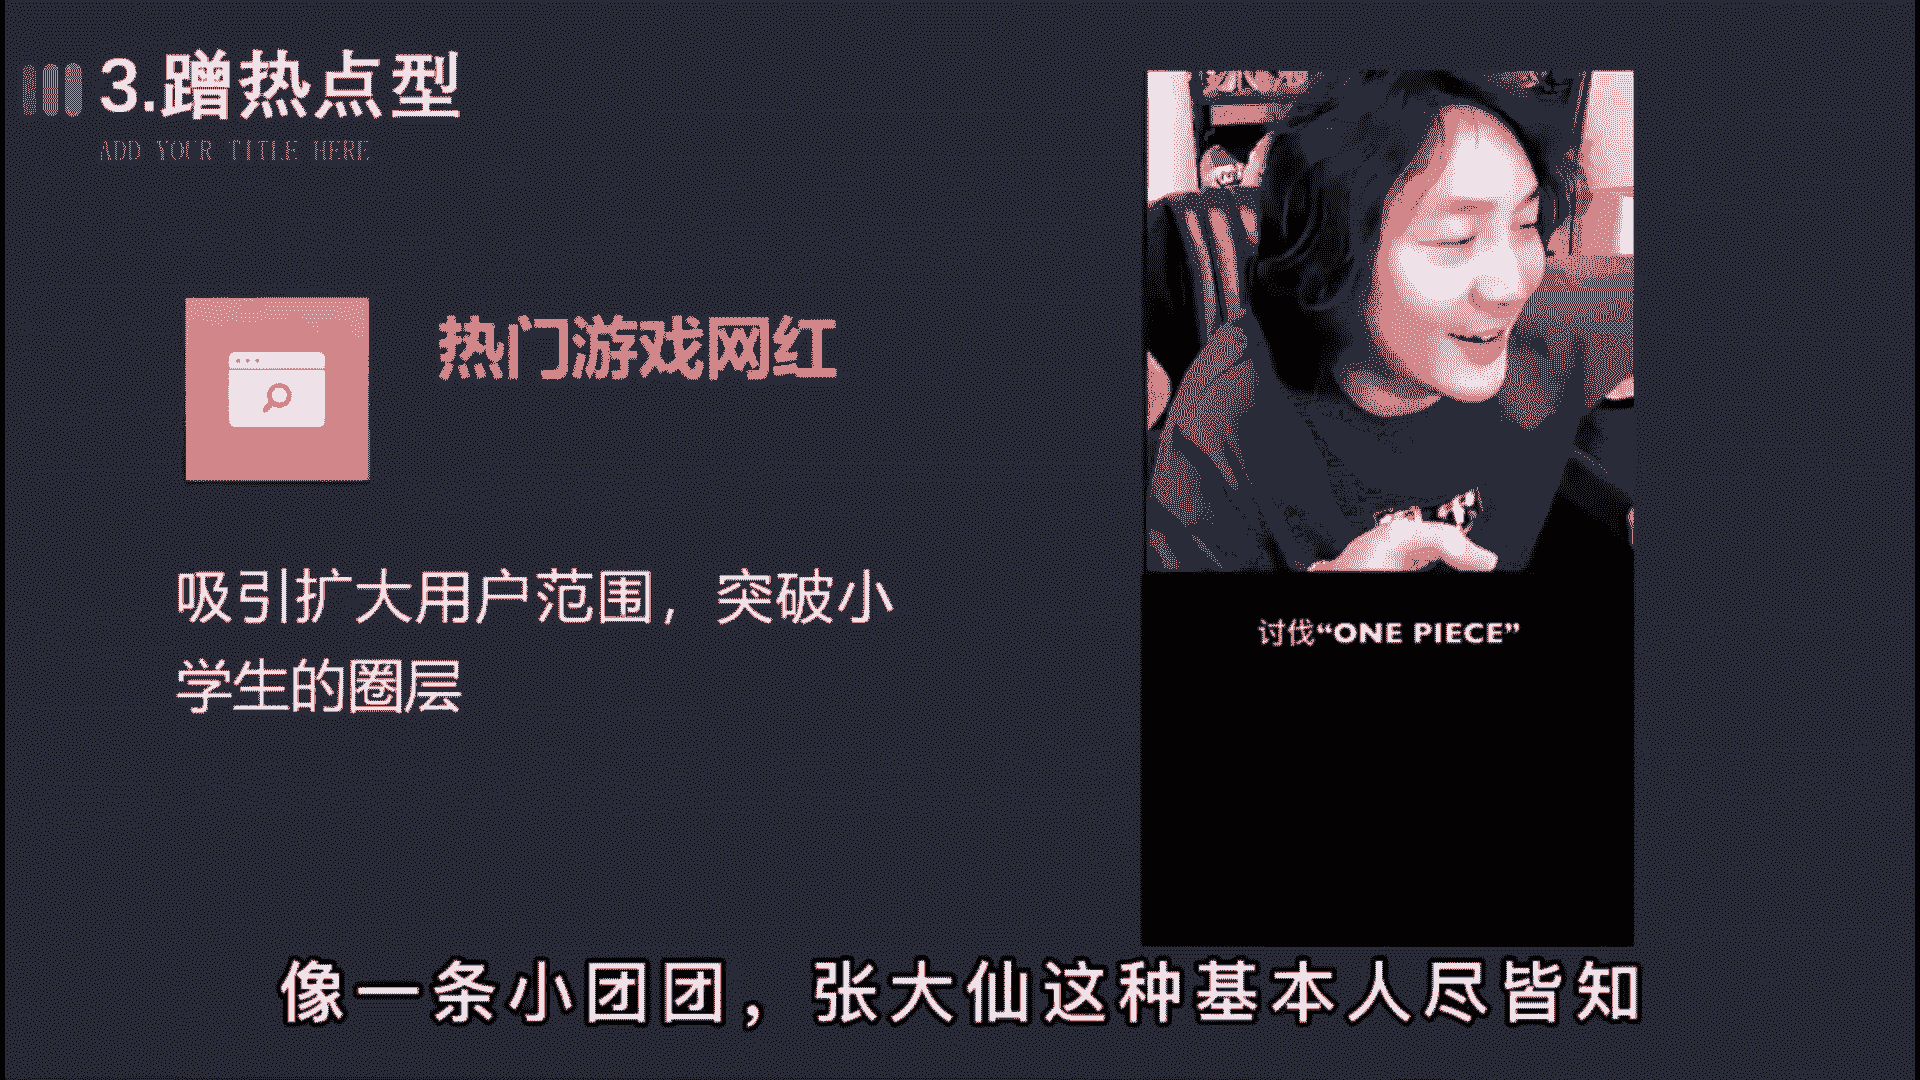 3.蹭热点型
ADD YOUR TITLE HERE
热门游戏网红
吸引扩大用户范围，突破小
学生的圈层
讨伐“ONE PIECE”
像一条小团团，张大仙这种基本人尽皆知